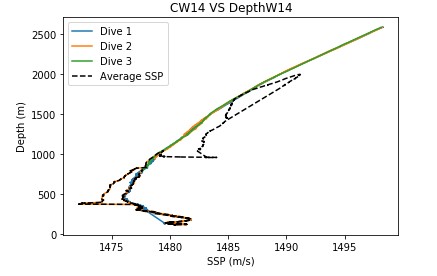 CW14 VS DepthW14
Dive 1
Dive 2
Dive 3
Average SSP
2500
2000
1500
1000
500
0
Depth (m)
1475 1480 1485 1490 1495
SSP (m/s)